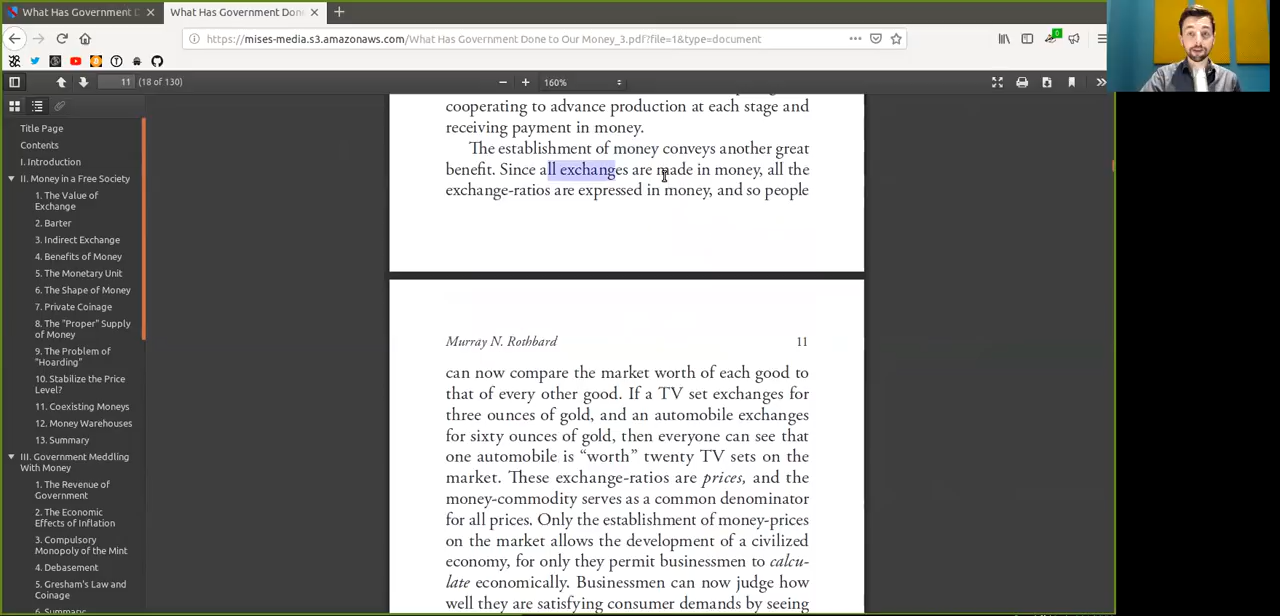 What Has Government Don
What Has Government Done
https://mises-media.s3.amazonaws.com/What Has Government Done to Our Money_3.pdf?file=1&type=document
0
11 (18 of 130)
160%
Title Page
Contents
I. Introduction
II. Money in a Free Society
1. The Value of
Exchange
2. Barter
3. Indirect Exchange
4. Benefits of Money
5. The Monetary Unit
6. The Shape of Money
7. Private Coinage
8. The "Proper" Supply
of Money
9. The Problem of
"Hoarding"
10. Stabilize the Price
Level?
11. Coexisting Moneys
12. Money Warehouses
13. Summary
III. Government Meddling
With Money
1. The Revenue of
Government
2. The Economic
Effects of Inflation
3. Compulsory
Monopoly of the Mint
4. Debasement
5. Gresham's Law and
Coinage
6. Summary
cooperating to advance production at each stage and
receiving payment in money.
The establishment of money conveys another great
benefit. Since all exchanges are made in money, all the
exchange-ratios are expressed in money, and so people
Murray N. Rothbard 11
can now compare the market worth of each good to
that of every other good. If a TV set exchanges for
three ounces of gold, and an automobile exchanges
for sixty ounces of gold, then everyone can see that
one automobile is “worth” twenty TV sets on the
market. These exchange-ratios are prices, and the
money-commodity serves as a common denominator
for all prices. Only the establishment of money-prices
on the market allows the development of a civilized
economy, for only they permit businessmen to calcu-
late economically. Businessmen can now judge how
well they are satisfying consumer demands by seeing